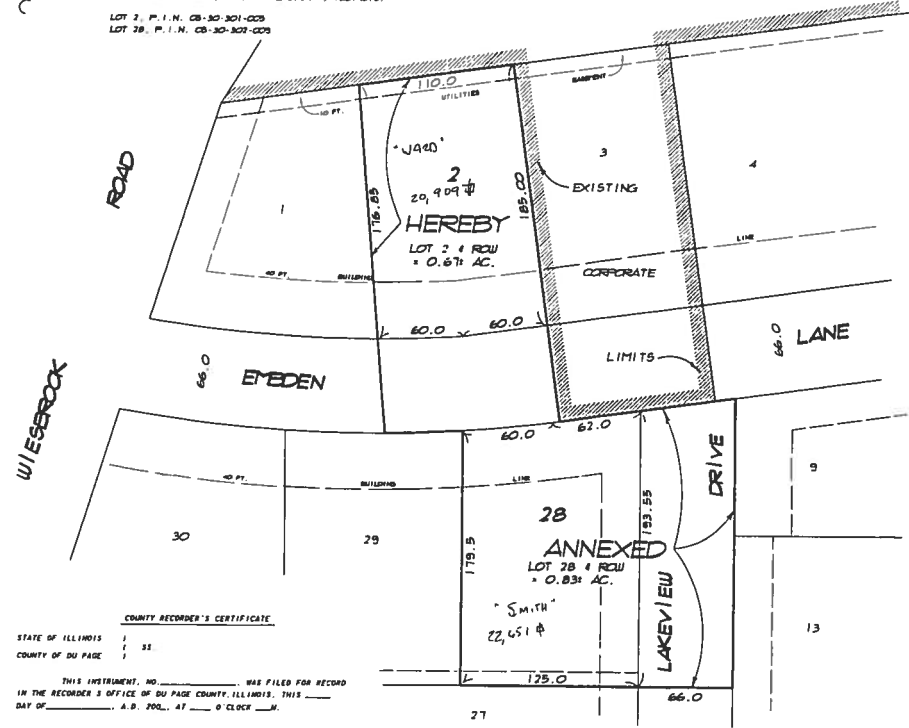 LOT 2, P.I.N. 08-30-301-005
LOT 28, P.I.N. 08-30-302-005
110.0
UTILITIES
EASEMENT
10 FT.
ROAD
"WARD"
2
20,909 ⏍
176.85
185.00
HEREBY
LOT 2 & ROW
= 0.67± AC.
1
3
4
EXISTING
40 FT.
BUILDING
LINE
CORPORATE
60.0
60.0
LIMITS
66.0
EMBDEN
66.0
LANE
WIESBROCK
60.0
62.0
40 FT.
BUILDING
LINE
DRIVE
9
30
29
28
193.55
179.5
ANNEXED
LOT 28 & ROW
= 0.83± AC.
"SMITH"
22,451 ⏍
LAKEVIEW
13
125.0
66.0
27
COUNTY RECORDER'S CERTIFICATE
STATE OF ILLINOIS )
) SS
COUNTY OF DU PAGE )
THIS INSTRUMENT, NO.__________, WAS FILED FOR RECORD
IN THE RECORDER'S OFFICE OF DU PAGE COUNTY, ILLINOIS, THIS ____
DAY OF __________, A.D. 200_, AT ____ O'CLOCK ___M.